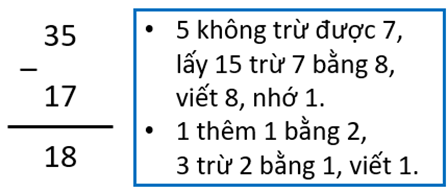 35
–
17
18
• 5 không trừ được 7,
lấy 15 trừ 7 bằng 8,
viết 8, nhớ 1.
• 1 thêm 1 bằng 2,
3 trừ 2 bằng 1, viết 1.